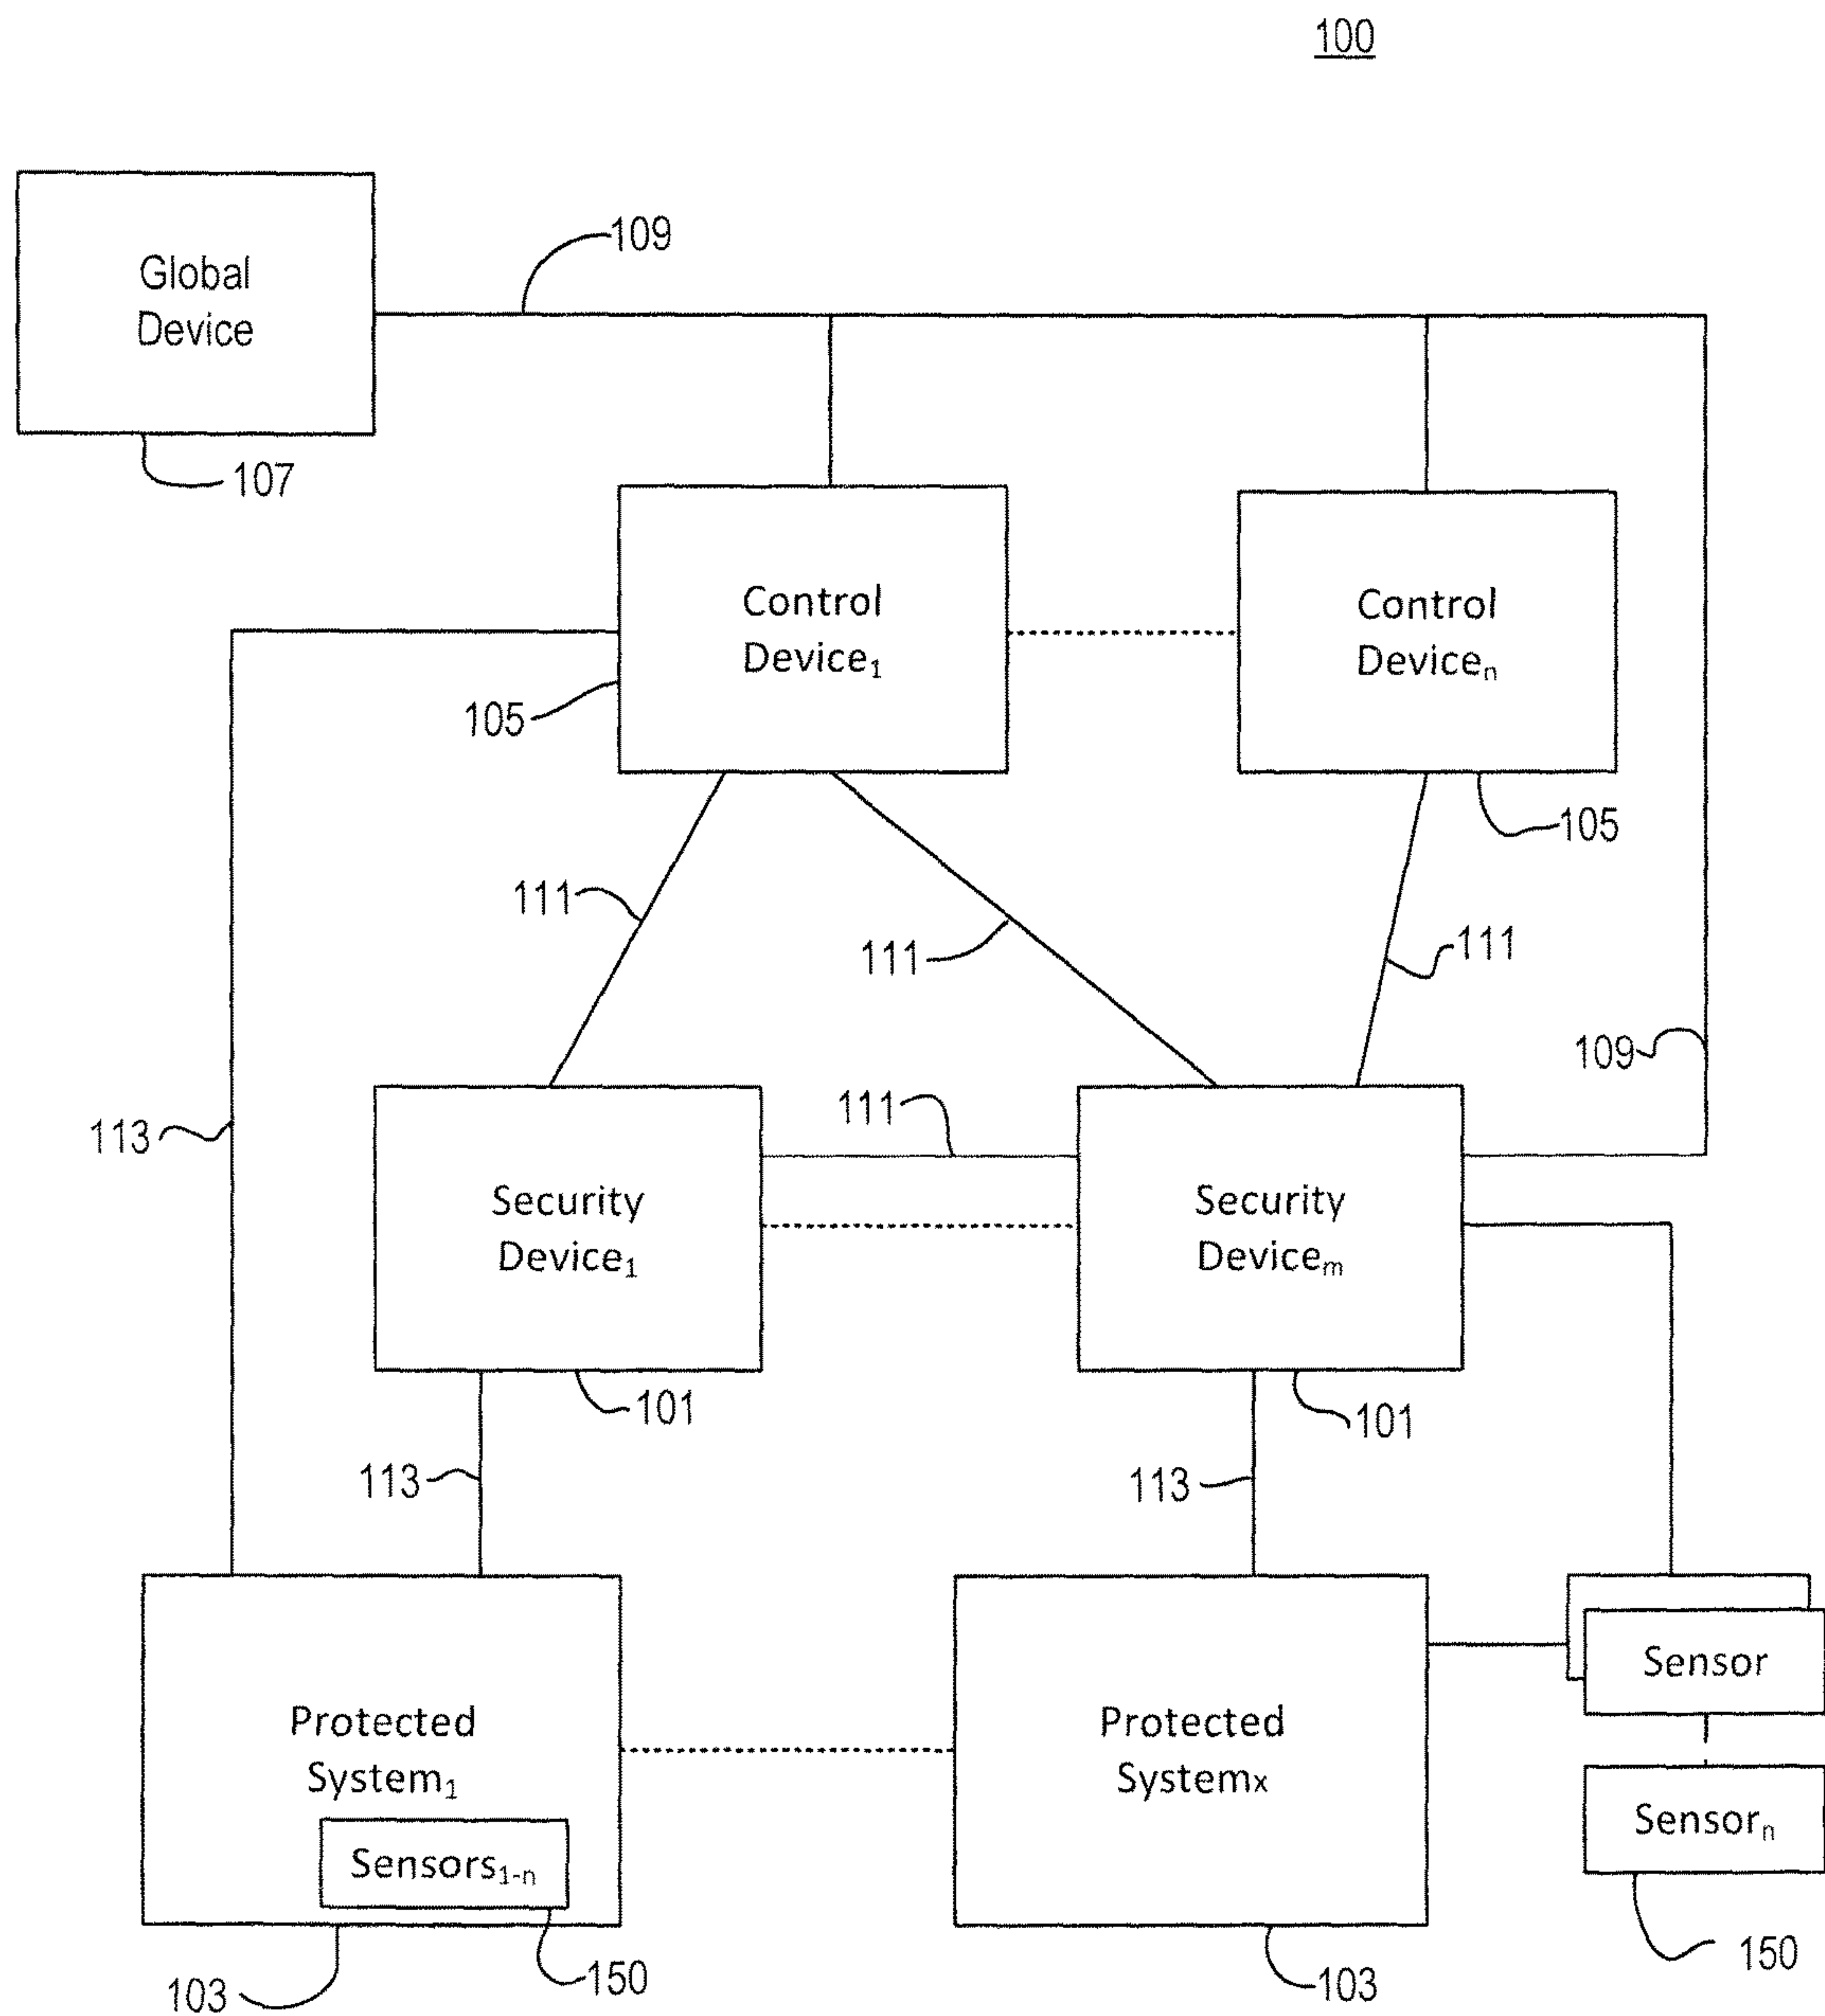 100
Global
Device
109
107
Control
Device₁
Control
Deviceₙ
105
105
111
111
111
109
111
113
Security
Device₁
Security
Deviceₘ
101
101
113
113
Protected
System₁
Sensors₁₋ₙ
Protected
Systemₓ
Sensor
Sensorₙ
103
150
103
150